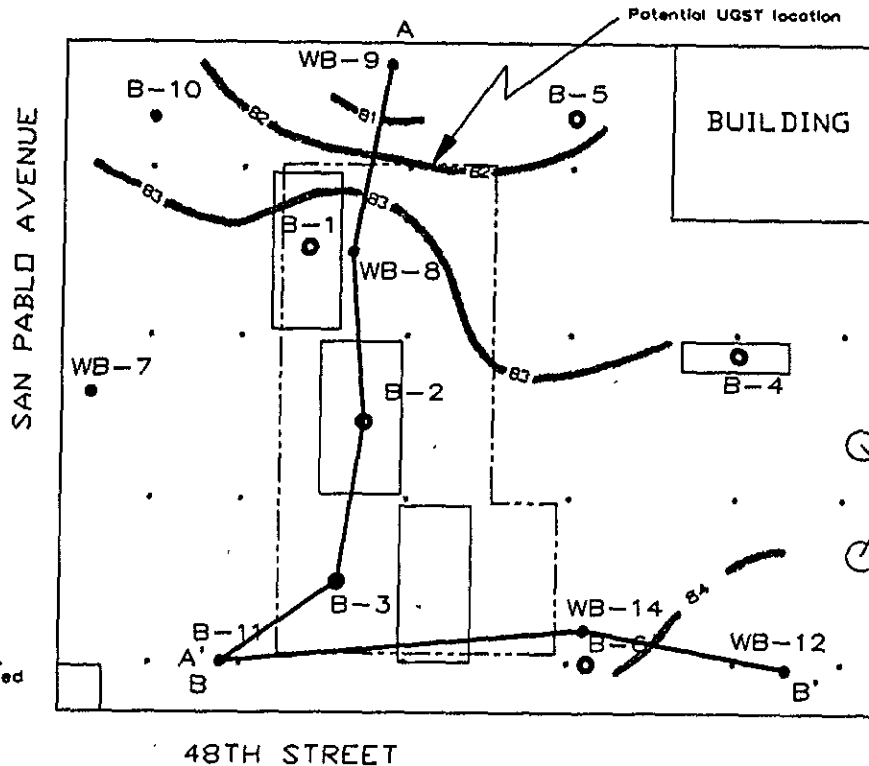 Potential UGST location
A
WB-9
B-10
B-5
BUILDING
81
82
82
83
83
B-1
WB-8
SAN PABLO AVENUE
WB-7
83
B-2
B-4
B-3
84
WB-14
B-11
B-6
WB-12
A'
B
B'
ed
48TH STREET